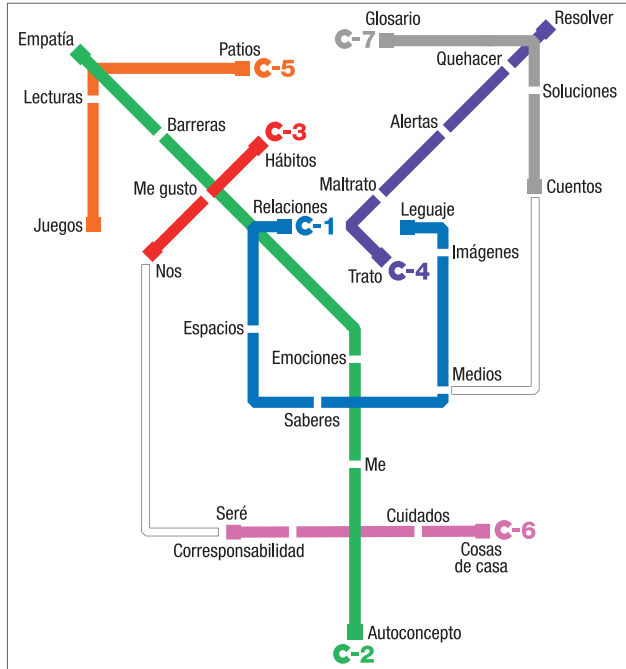 Glosario
Resolver
C-7
Empatía
Patios
Quehacer
C-5
Lecturas
Soluciones
Barreras
C-3
Alertas
Hábitos
Me gusto
Maltrato
Cuentos
Relaciones
Leguaje
Juegos
C-1
Imágenes
Nos
Trato
C-4
Espacios
Emociones
Medios
Saberes
Me
Seré
Cuidados
C-6
Corresponsabilidad
Cosas
de casa
Autoconcepto
C-2